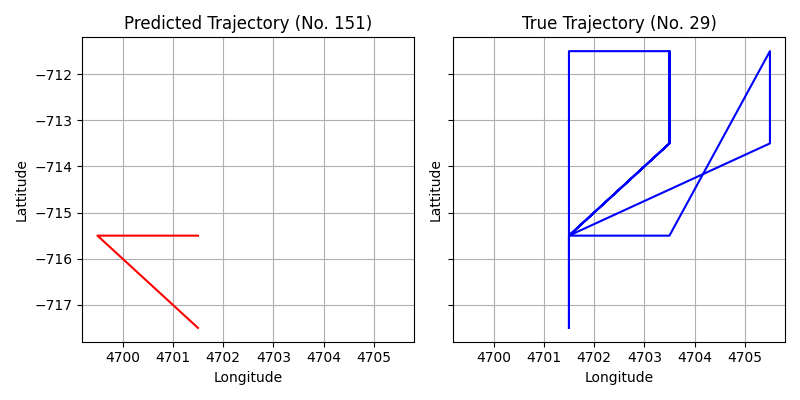 Predicted Trajectory (No. 151)
Lattitude
−712
−713
−714
−715
−716
−717
4700 4701 4702 4703 4704 4705
Longitude
True Trajectory (No. 29)
Lattitude
4700 4701 4702 4703 4704 4705
Longitude